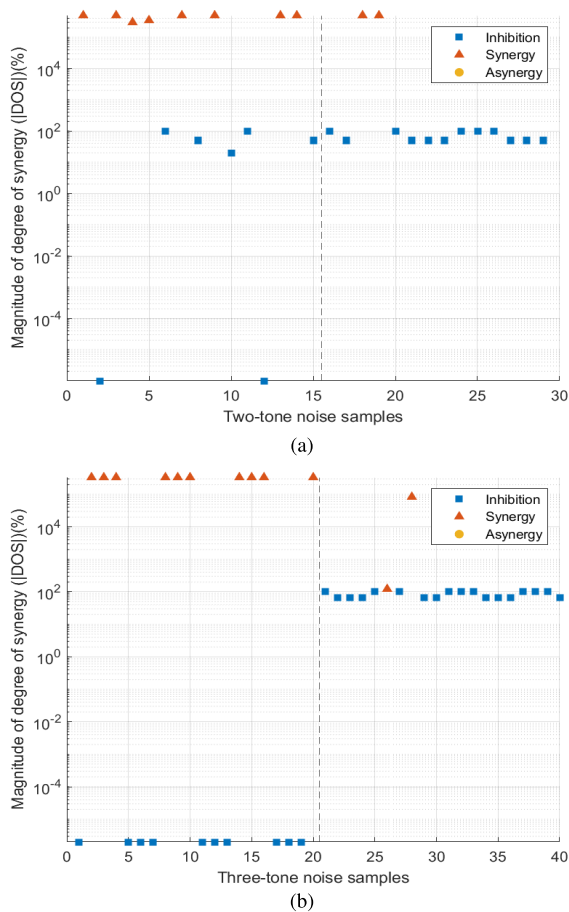 Magnitude of degree of synergy (|DOS|)(%)
10^4
10^2
10^0
10^-2
10^-4
Inhibition
Synergy
Asynergy
0 5 10 15 20 25 30
Two-tone noise samples
(a)
Magnitude of degree of synergy (|DOS|)(%)
10^4
10^2
10^0
10^-2
10^-4
Inhibition
Synergy
Asynergy
0 5 10 15 20 25 30 35 40
Three-tone noise samples
(b)